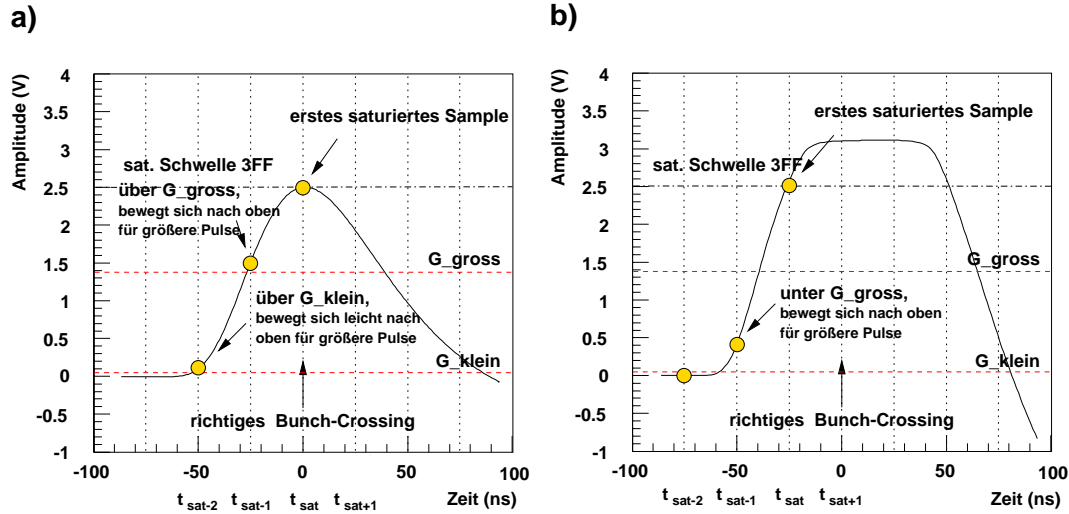 a)
Amplitude (V)
4
3.5
3
2.5
2
1.5
1
0.5
0
-0.5
-1
erstes saturiertes Sample
sat. Schwelle 3FF
über G_gross,
bewegt sich nach oben
für größere Pulse
G_gross
über G_klein,
bewegt sich leicht nach
oben für größere Pulse
G_klein
richtiges Bunch-Crossing
-100 -50 0 50 100
t sat-2 t sat-1 t sat t sat+1 Zeit (ns)
b)
Amplitude (V)
4
3.5
3
2.5
2
1.5
1
0.5
0
-0.5
-1
erstes saturiertes Sample
sat. Schwelle 3FF
G_gross
unter G_gross,
bewegt sich nach oben
für größere Pulse
G_klein
richtiges Bunch-Crossing
-100 -50 0 50 100
t sat-2 t sat-1 t sat t sat+1 Zeit (ns)